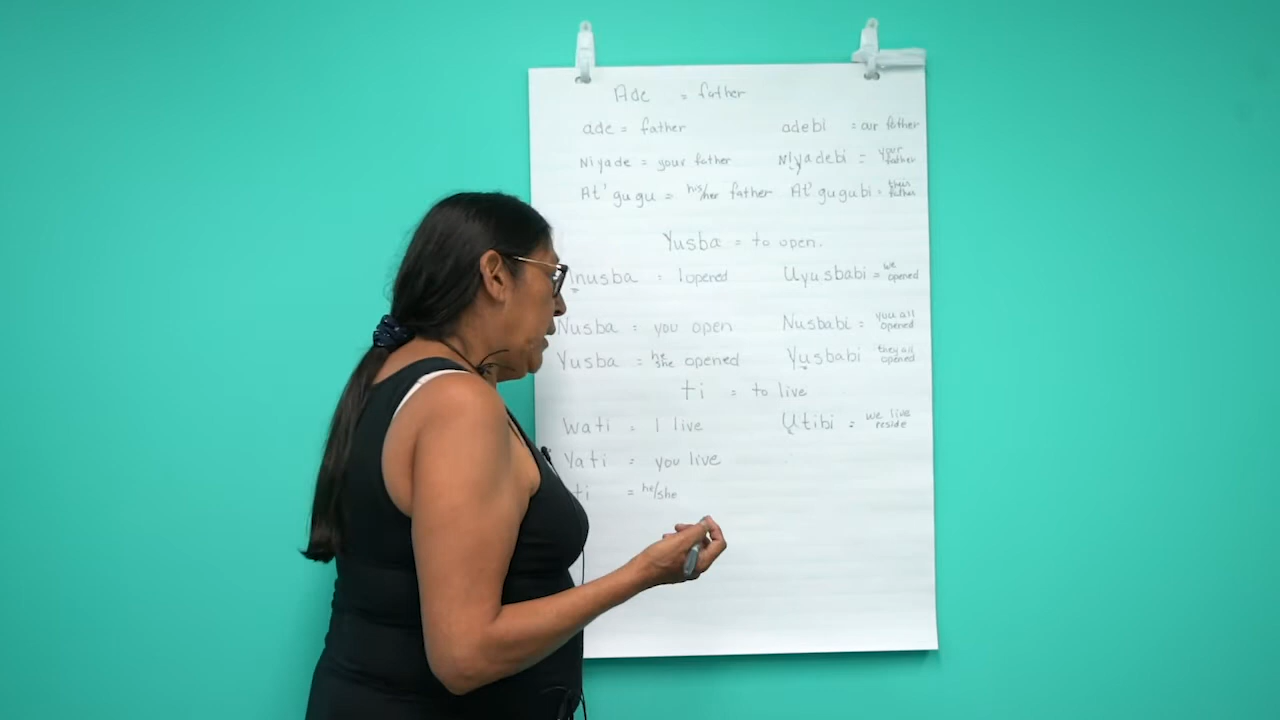 Ade = father
ade = father adebi = our father
Niyade = your father Niyadebi = your father
At' gugu = his/her father At' gugubi = their father
Yusba = to open.
nusba = I opened Uyusbabi = we opened
Nusba = you open Nusbabi = you all opened
Yusba = he she opened Yusbabi they all opened
ti = to live
Wati = I live Utibi = we live reside
Yati = you live
ti = he/she